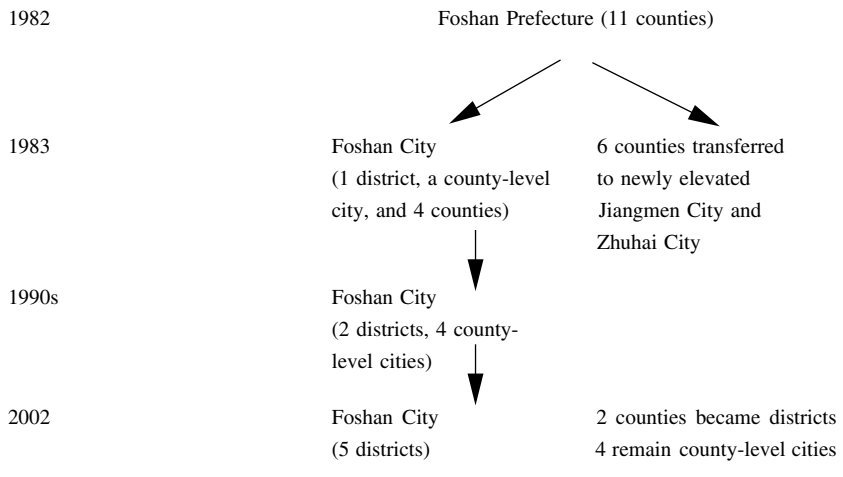 1982 Foshan Prefecture (11 counties)
1983 Foshan City 6 counties transferred
(1 district, a county-level to newly elevated
city, and 4 counties) Jiangmen City and
Zhuhai City
1990s Foshan City
(2 districts, 4 county-
level cities)
2002 Foshan City 2 counties became districts
(5 districts) 4 remain county-level cities